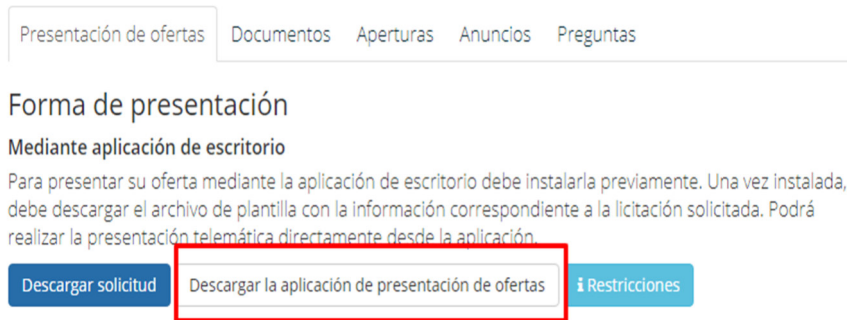 Presentación de ofertas Documentos Aperturas Anuncios Preguntas
Forma de presentación
Mediante aplicación de escritorio
Para presentar su oferta mediante la aplicación de escritorio debe instalarla previamente. Una vez instalada,
debe descargar el archivo de plantilla con la información correspondiente a la licitación solicitada. Podrá
realizar la presentación telemática directamente desde la aplicación.
Descargar solicitud Descargar la aplicación de presentación de ofertas i Restricciones